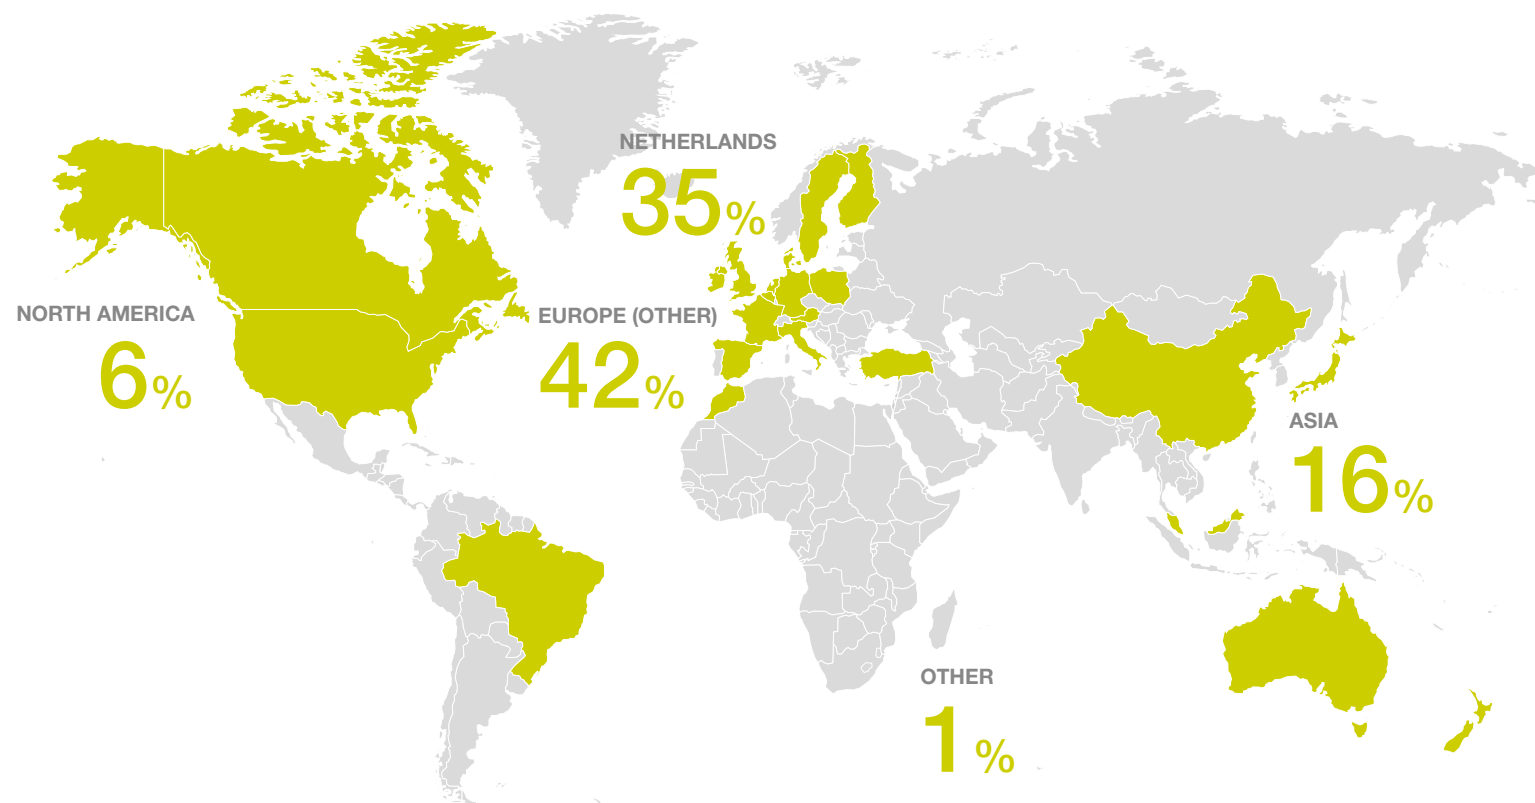 NETHERLANDS
35%
NORTH AMERICA
6%
EUROPE (OTHER)
42%
ASIA
16%
OTHER
1%